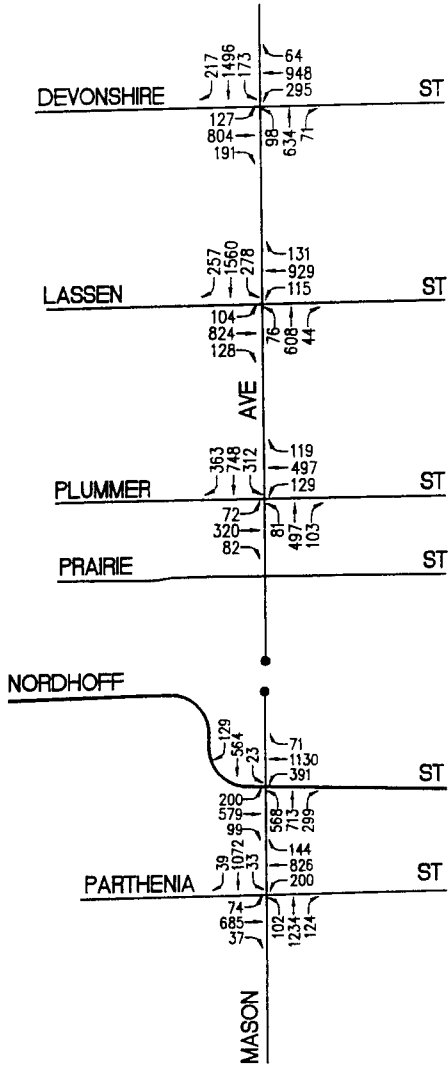 217 1496 173
64
948
295
DEVONSHIRE
ST
127
804
191
98 634 71
257 1560 278
131
929
115
LASSEN
ST
104
824
128
76 608 44
AVE
363 748 312
119
497
129
PLUMMER
ST
72
320
82
81 497 103
PRAIRIE
ST
NORDHOFF
129 564 23
71
1130
391
ST
200
579
99
568 713 299
39 1072 33
144
826
200
PARTHENIA
ST
74
685
37
102 1234 124
MASON